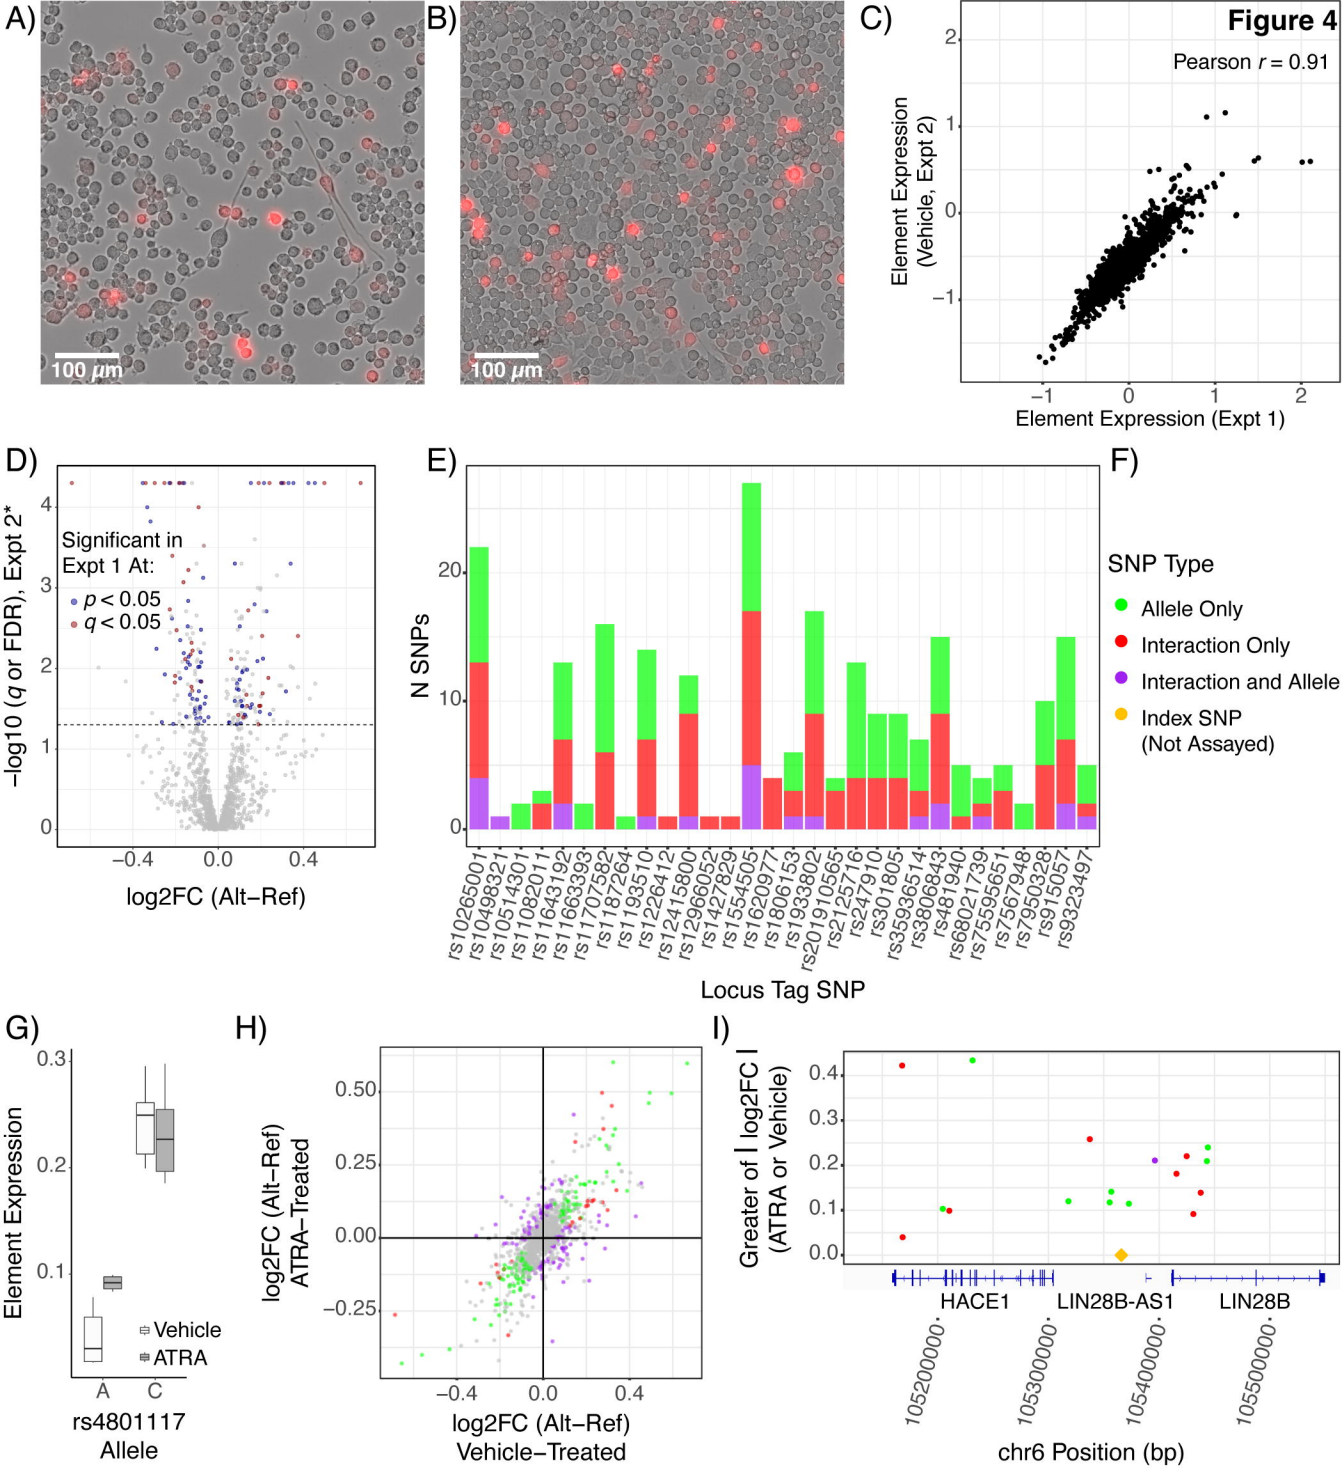 A)
100 µm
B)
100 µm
C)
Figure 4
Pearson r = 0.91
2
1
0
−1
Element Expression
(Vehicle, Expt 2)
−1
0
1
2
Element Expression (Expt 1)
D)
4
3
2
1
0
−log10 (q or FDR), Expt 2*
Significant in
Expt 1 At:
p < 0.05
q < 0.05
−0.4
0.0
0.4
log2FC (Alt−Ref)
E)
20
10
0
N SNPs
rs10265001
rs10498321
rs10514301
rs11082011
rs11643192
rs11663393
rs11707582
rs1187264
rs1193510
rs1226412
rs12415800
rs12966052
rs1427829
rs1554505
rs1620977
rs1806153
rs1933802
rs201910565
rs2125716
rs247910
rs301805
rs35936514
rs3806843
rs481940
rs68021739
rs75595651
rs7567948
rs7950328
rs915057
rs9323497
Locus Tag SNP
F)
SNP Type
Allele Only
Interaction Only
Interaction and Allele
Index SNP
(Not Assayed)
G)
0.3
0.2
0.1
Element Expression
Vehicle
ATRA
A
C
rs4801117
Allele
H)
0.50
0.25
0.00
−0.25
log2FC (Alt−Ref)
ATRA−Treated
−0.4
0.0
0.4
log2FC (Alt−Ref)
Vehicle−Treated
I)
0.4
0.3
0.2
0.1
0.0
Greater of | log2FC |
(ATRA or Vehicle)
HACE1
LIN28B-AS1
LIN28B
105200000
105300000
105400000
105500000
chr6 Position (bp)